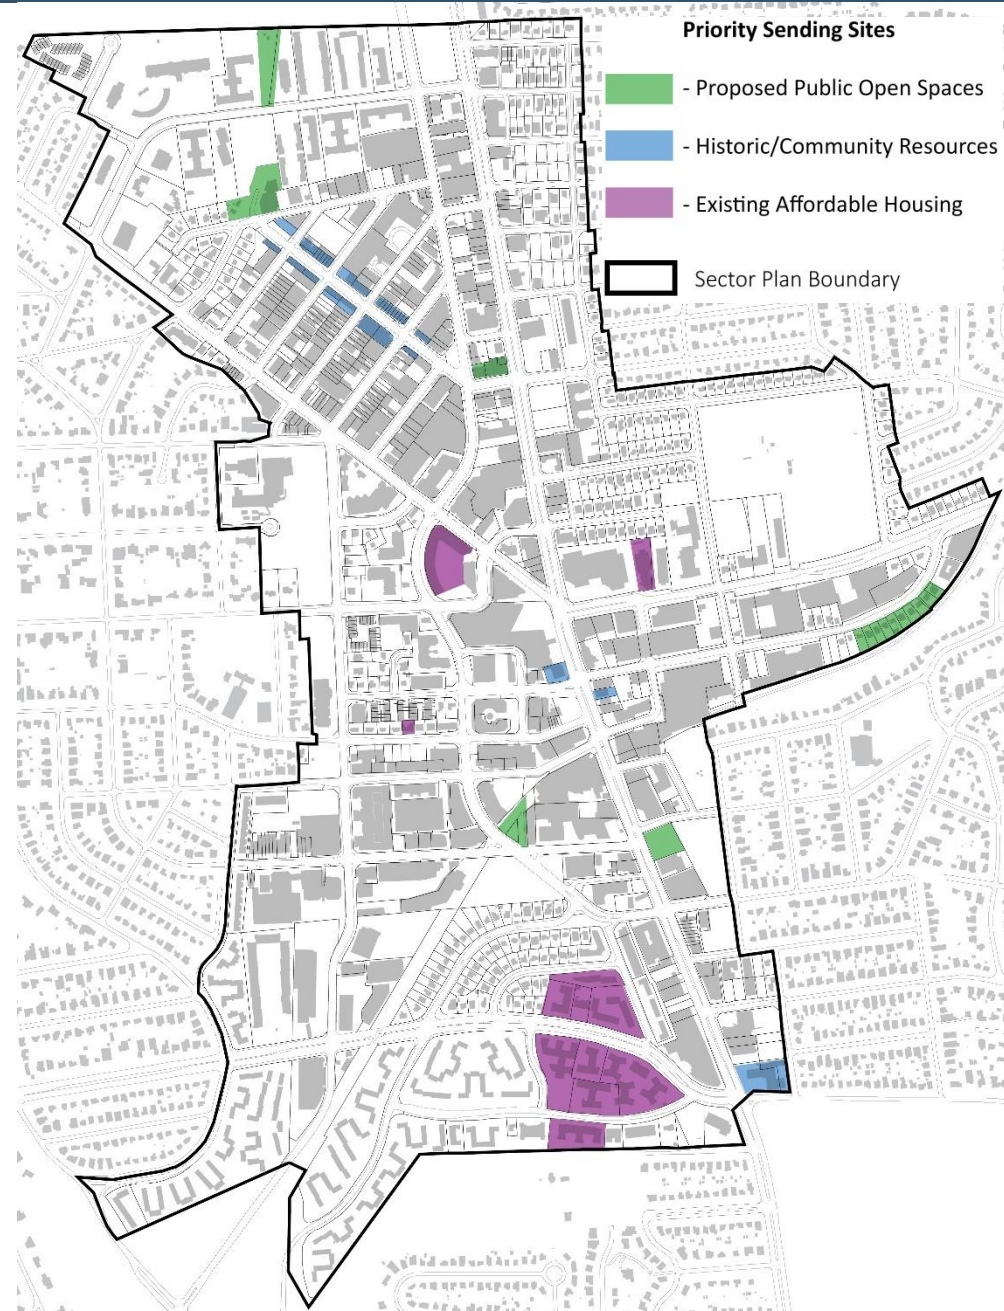 Priority Sending Sites
- Proposed Public Open Spaces
- Historic/Community Resources
- Existing Affordable Housing
Sector Plan Boundary